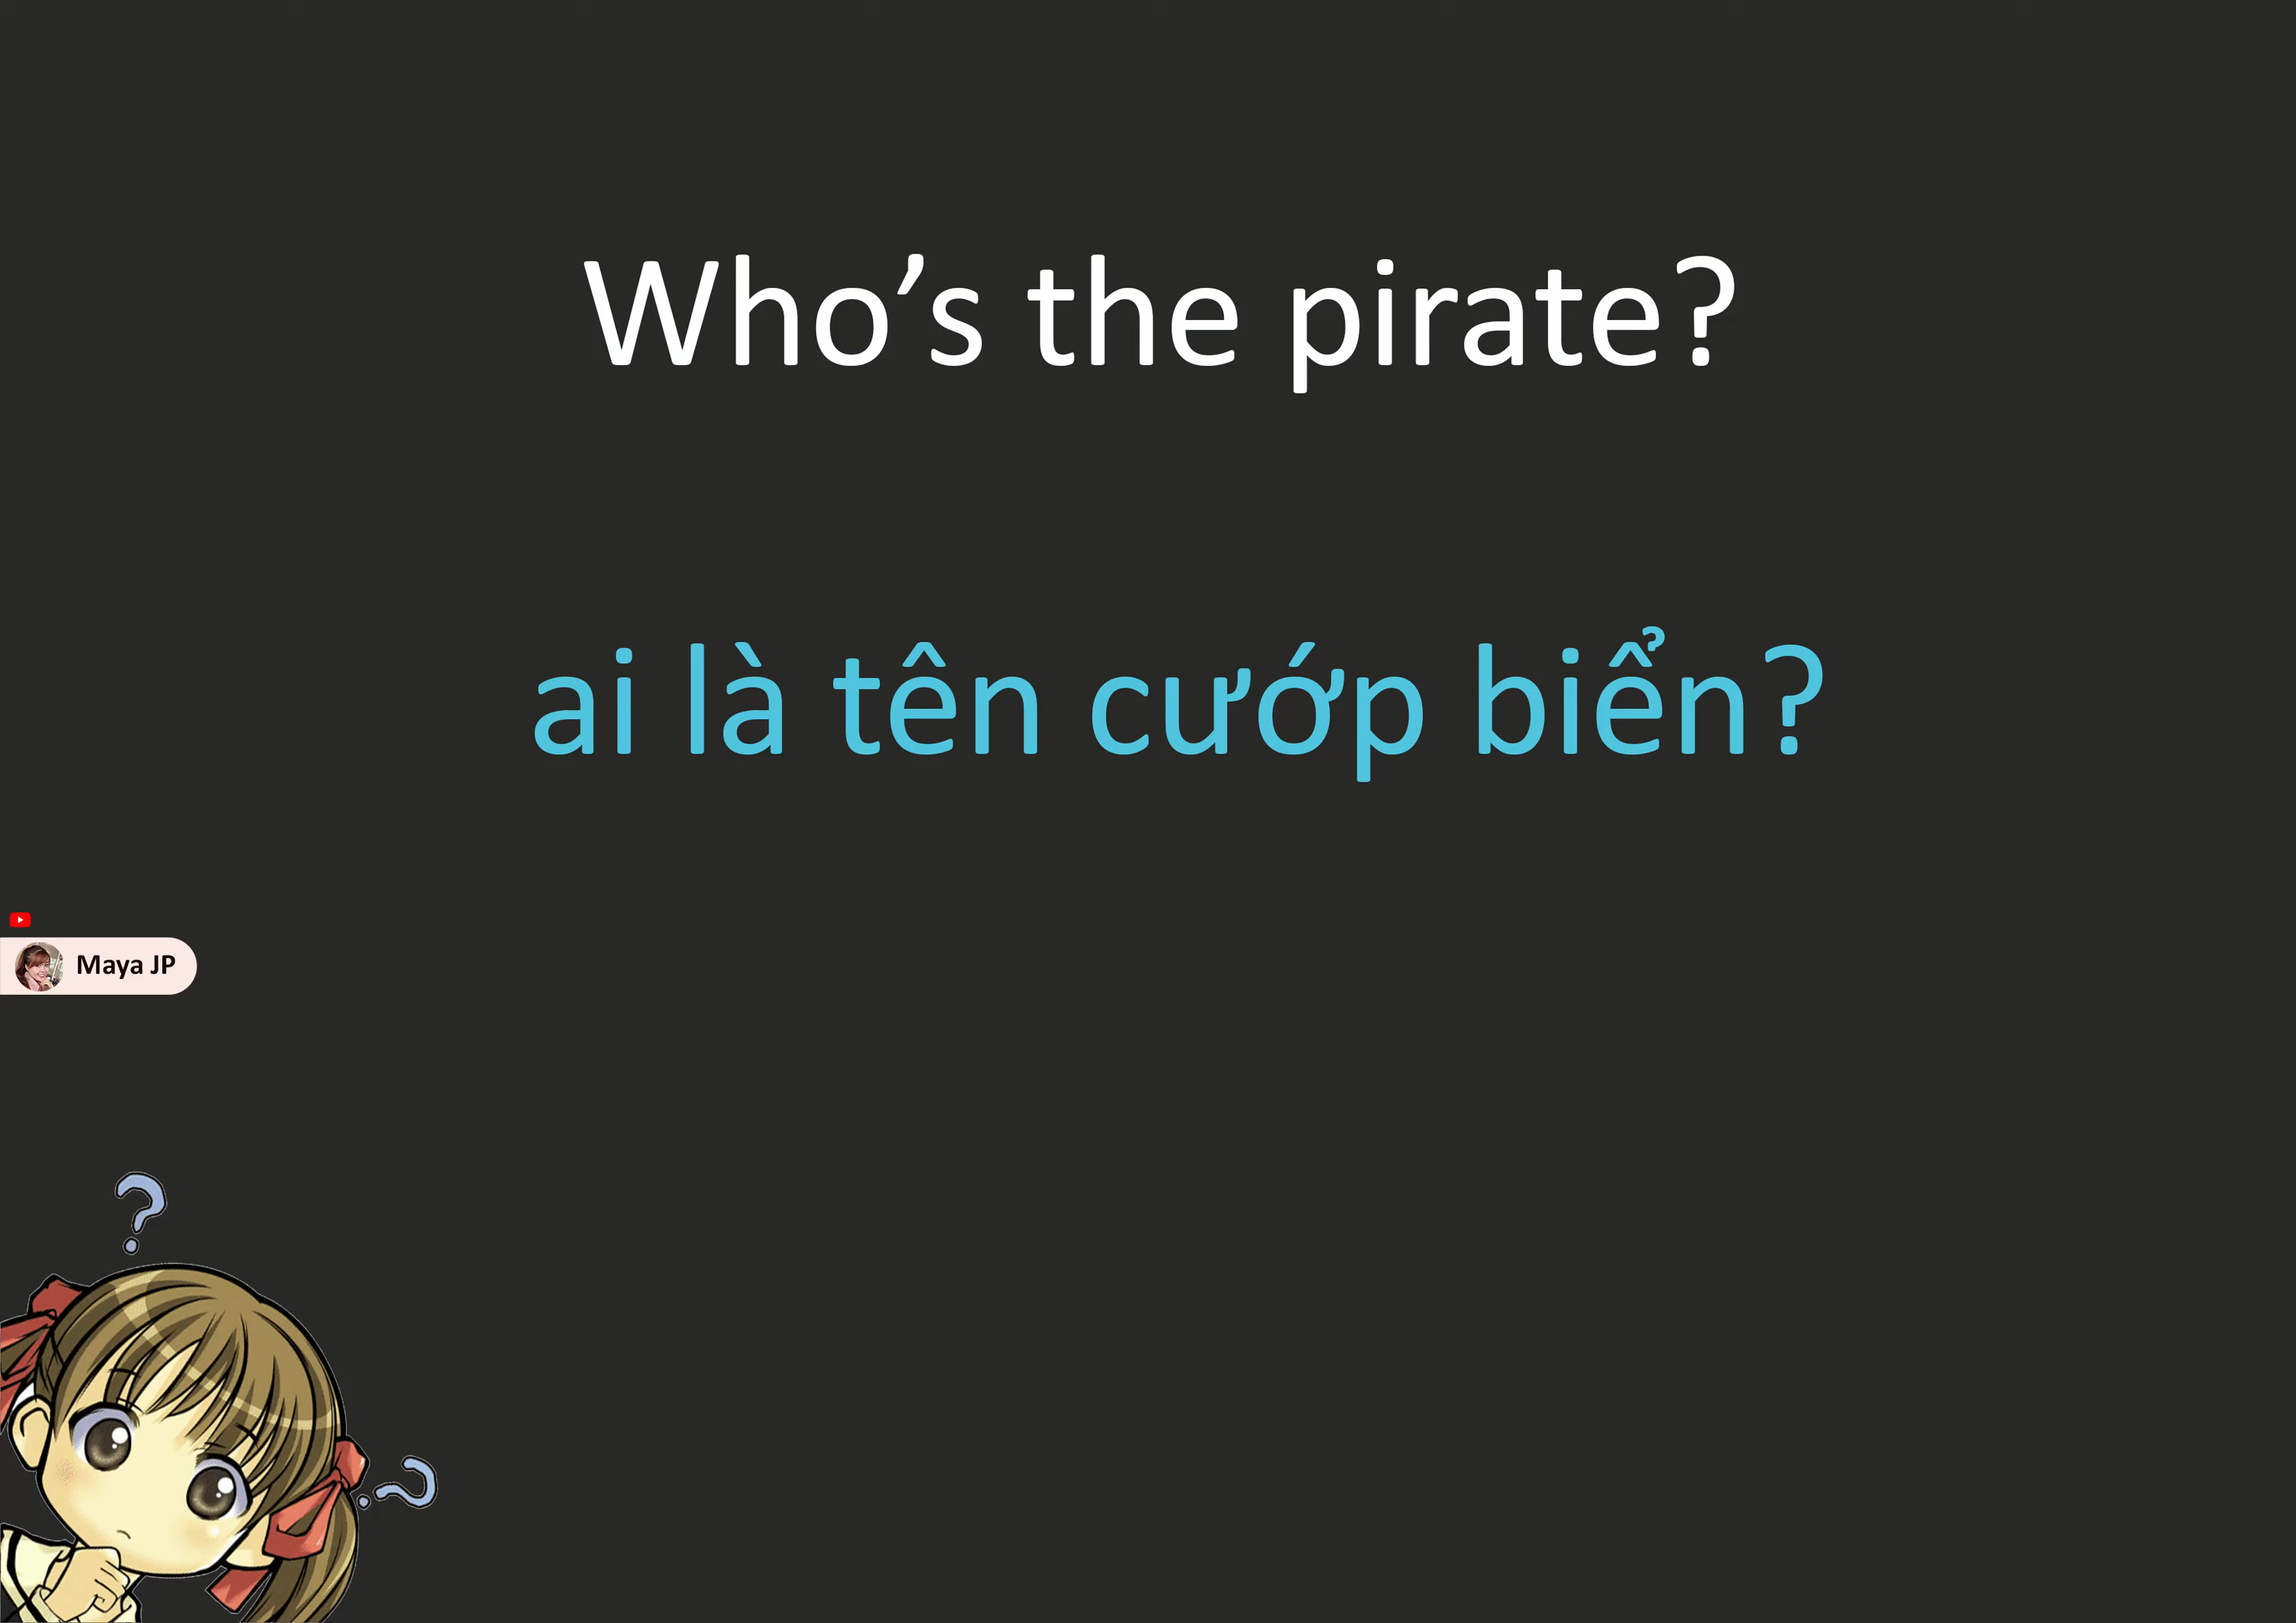 Who’s the pirate?
ai là tên cướp biển?
Maya JP
?
?